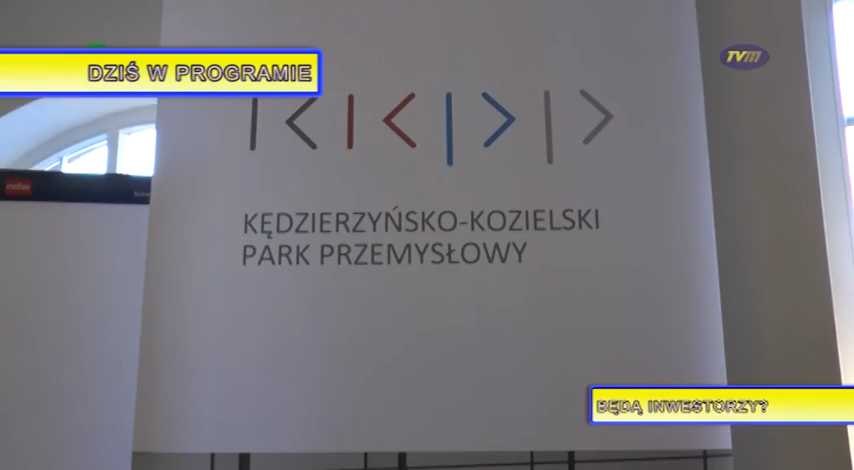 DZIŚ W PROGRAMIE
TVM
KĘDZIERZYŃSKO-KOZIELSKI
PARK PRZEMYSŁOWY
BĘDĄ INWESTORZY?